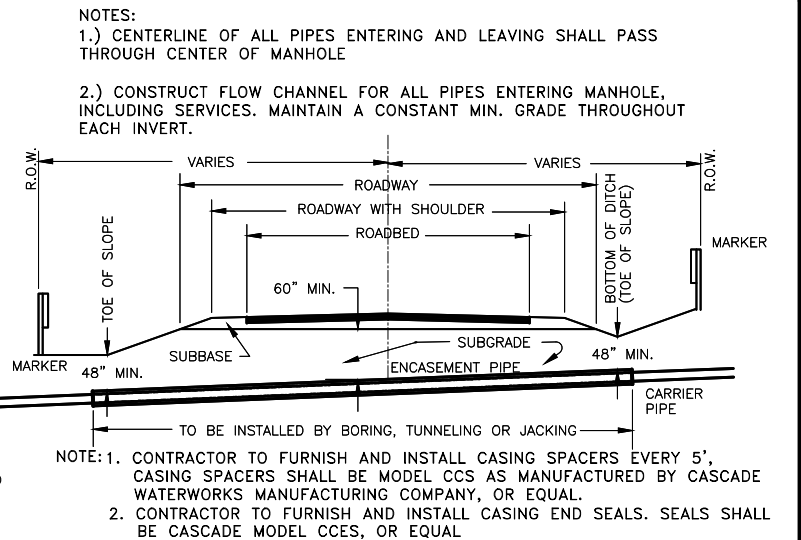 NOTES:
1.) CENTERLINE OF ALL PIPES ENTERING AND LEAVING SHALL PASS
THROUGH CENTER OF MANHOLE
2.) CONSTRUCT FLOW CHANNEL FOR ALL PIPES ENTERING MANHOLE,
INCLUDING SERVICES. MAINTAIN A CONSTANT MIN. GRADE THROUGHOUT
EACH INVERT.
R.O.W.
VARIES
VARIES
R.O.W.
ROADWAY
ROADWAY WITH SHOULDER
ROADBED
TOE OF SLOPE
BOTTOM OF DITCH
(TOE OF SLOPE)
MARKER
60" MIN.
SUBBASE
SUBGRADE
MARKER
48" MIN.
ENCASEMENT PIPE
48" MIN.
CARRIER
PIPE
TO BE INSTALLED BY BORING, TUNNELING OR JACKING
NOTE: 1. CONTRACTOR TO FURNISH AND INSTALL CASING SPACERS EVERY 5',
CASING SPACERS SHALL BE MODEL CCS AS MANUFACTURED BY CASCADE
WATERWORKS MANUFACTURING COMPANY, OR EQUAL.
2. CONTRACTOR TO FURNISH AND INSTALL CASING END SEALS. SEALS SHALL
BE CASCADE MODEL CCES, OR EQUAL